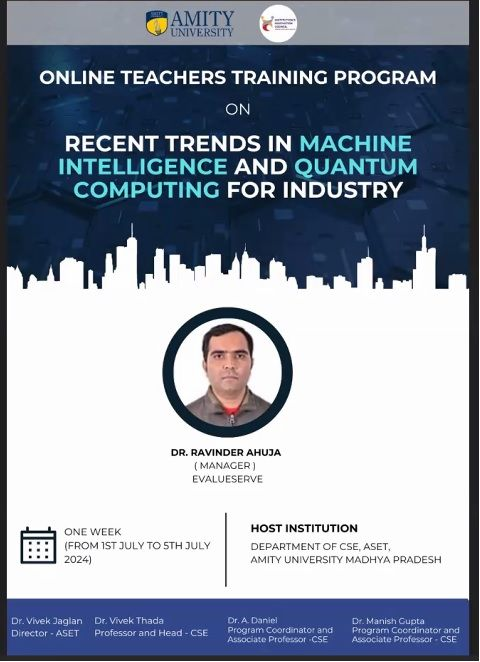 AMITY
UNIVERSITY
INSTITUTION'S
INNOVATION
COUNCIL
ONLINE TEACHERS TRAINING PROGRAM
ON
RECENT TRENDS IN MACHINE
INTELLIGENCE AND QUANTUM
COMPUTING FOR INDUSTRY
DR. RAVINDER AHUJA
( MANAGER )
EVALUESERVE
ONE WEEK
(FROM 1ST JULY TO 5TH JULY
2024)
HOST INSTITUTION
DEPARTMENT OF CSE, ASET,
AMITY UNIVERSITY MADHYA PRADESH
Dr. Vivek Jaglan
Director - ASET
Dr. Vivek Thada
Professor and Head - CSE
Dr. A. Daniel
Program Coordinator and
Associate Professor -CSE
Dr. Manish Gupta
Program Coordinator and
Associate Professor - CSE